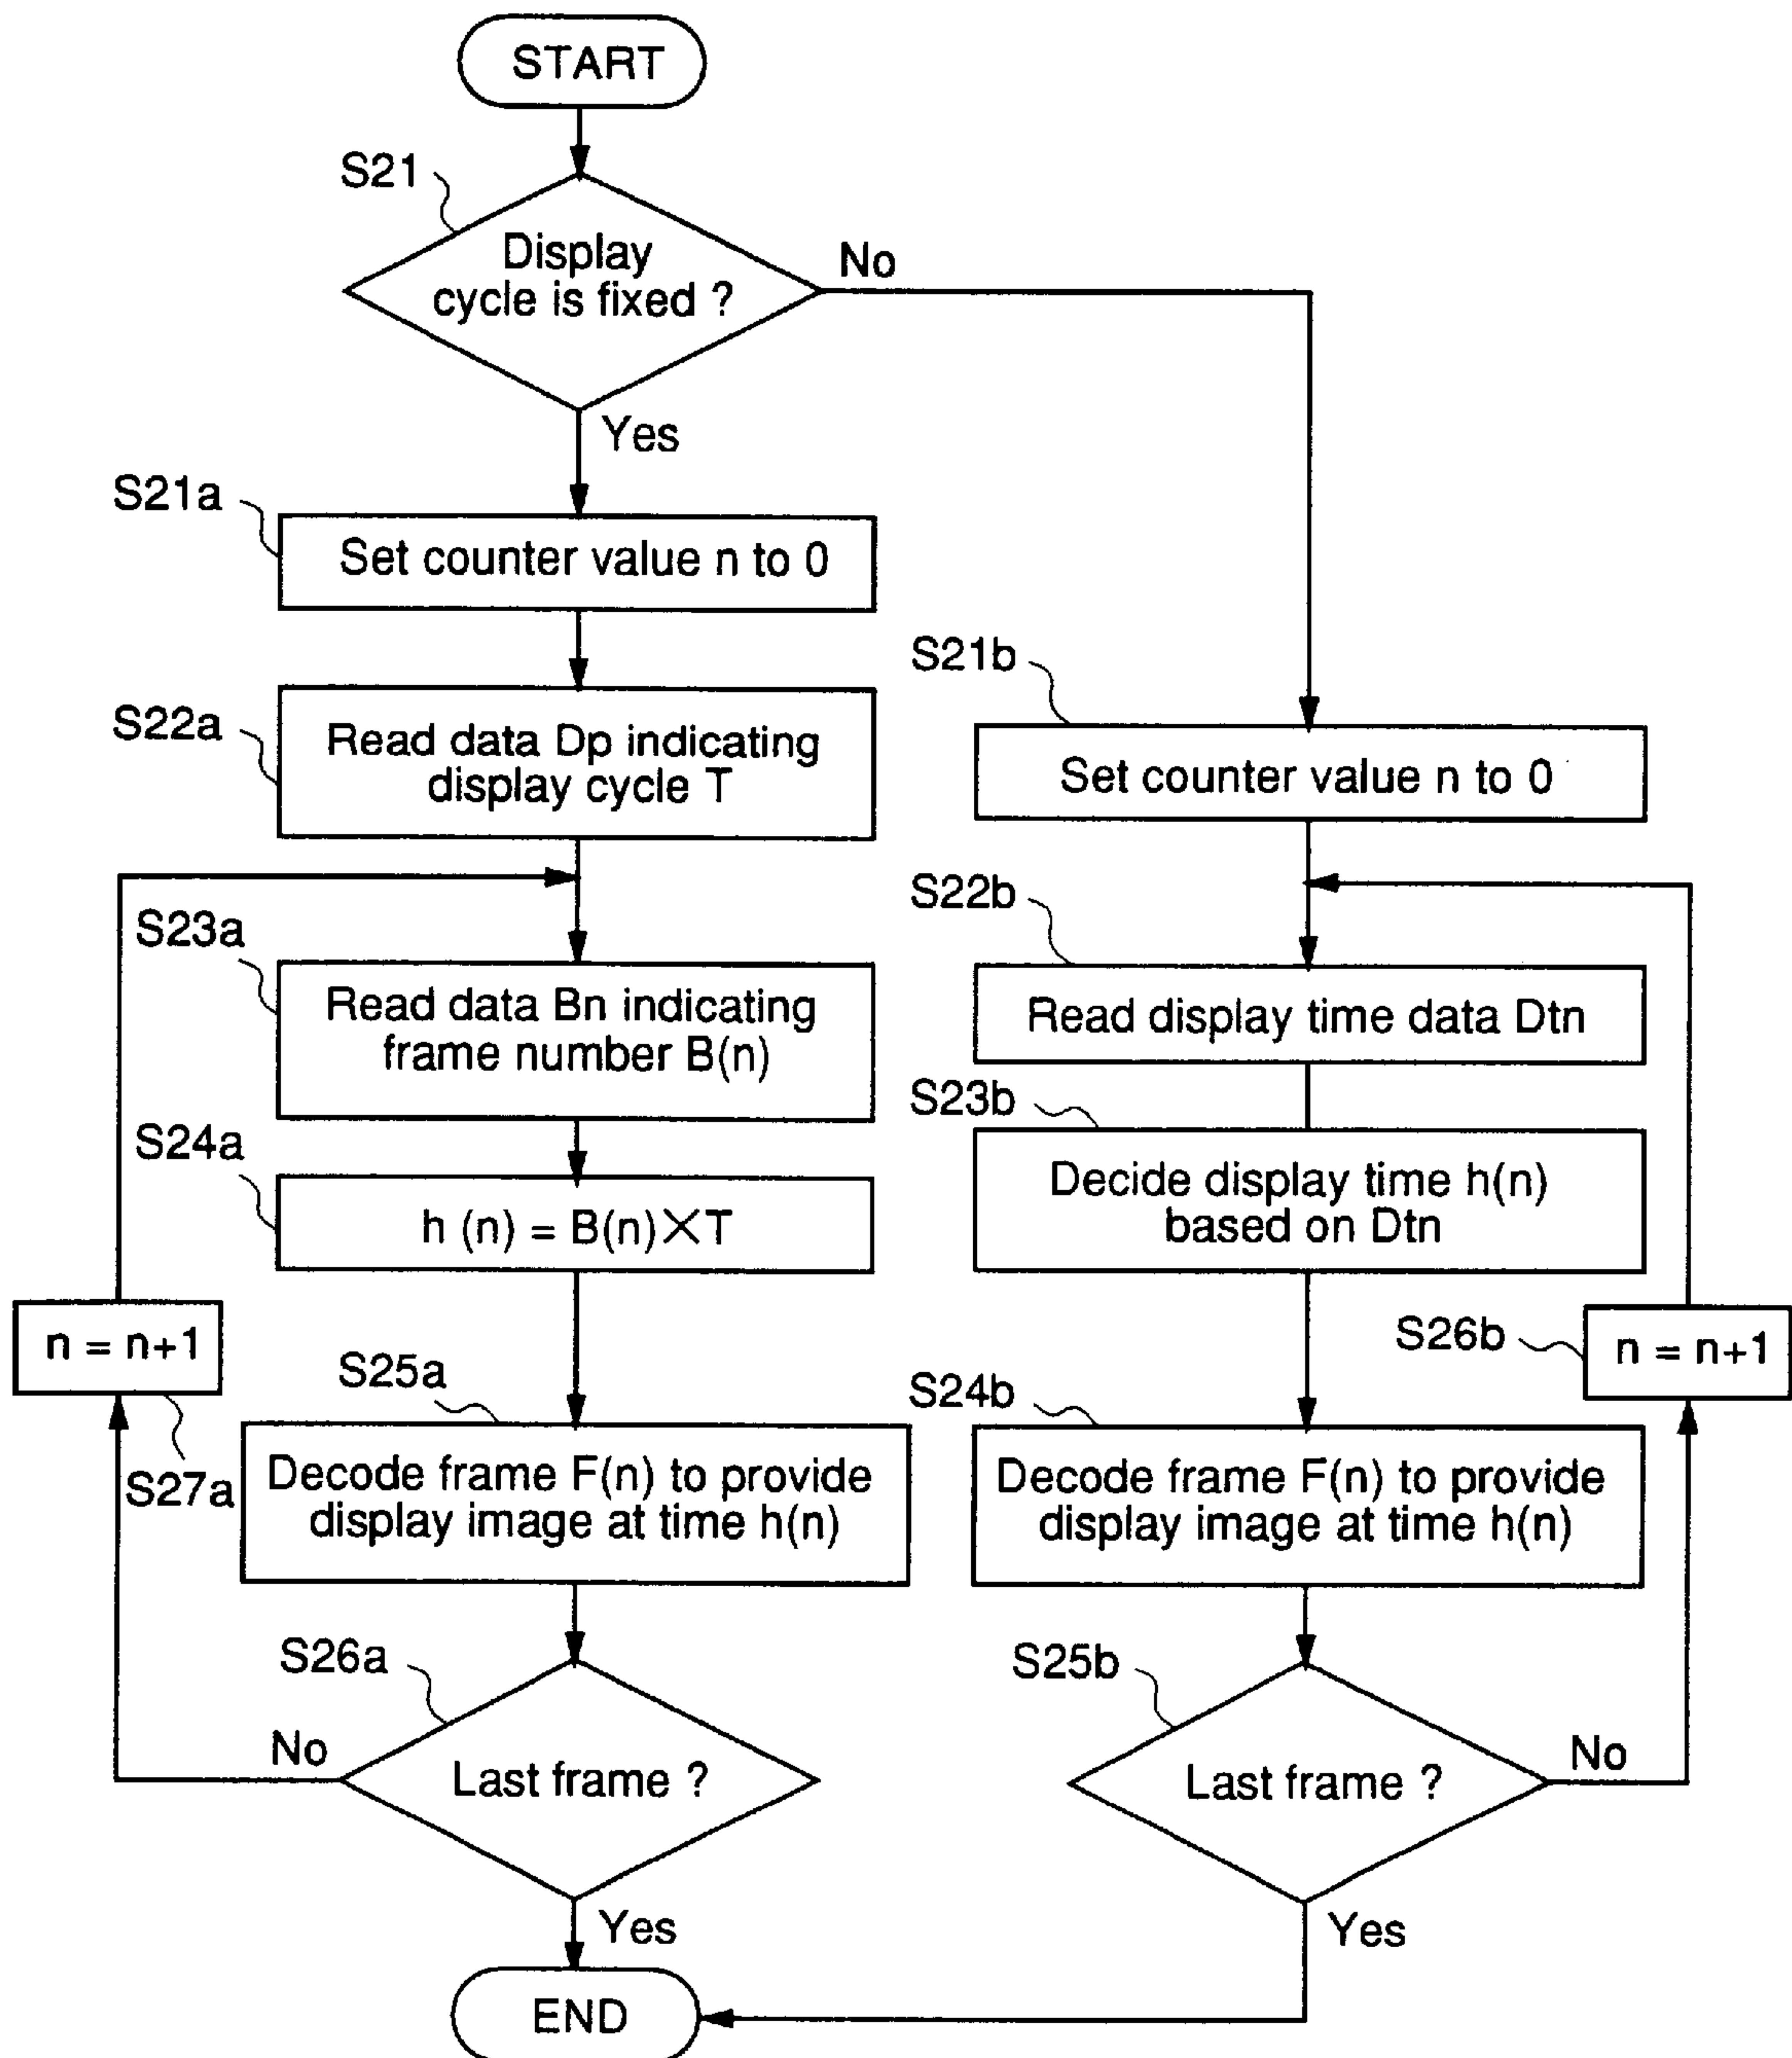 START
S21
Display
cycle is fixed ?
No
Yes
S21a
Set counter value n to 0
S22a
Read data Dp indicating
display cycle T
S23a
Read data Bn indicating
frame number B(n)
S24a
h (n) = B(n)×T
n = n+1
S27a
S25a
Decode frame F(n) to provide
display image at time h(n)
S26a
Last frame ?
No
Yes
END
S21b
Set counter value n to 0
S22b
Read display time data Dtn
S23b
Decide display time h(n)
based on Dtn
S26b
n = n+1
S24b
Decode frame F(n) to provide
display image at time h(n)
S25b
Last frame ?
No
Yes